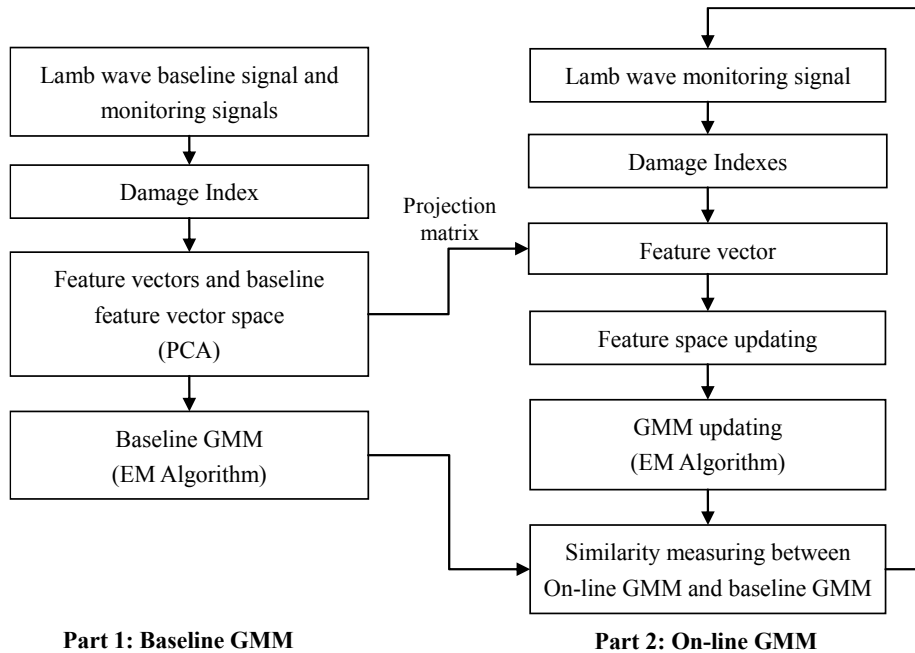 Lamb wave baseline signal and
monitoring signals
Damage Index
Feature vectors and baseline
feature vector space
(PCA)
Baseline GMM
(EM Algorithm)
Part 1: Baseline GMM
Projection
matrix
Lamb wave monitoring signal
Damage Indexes
Feature vector
Feature space updating
GMM updating
(EM Algorithm)
Similarity measuring between
On-line GMM and baseline GMM
Part 2: On-line GMM